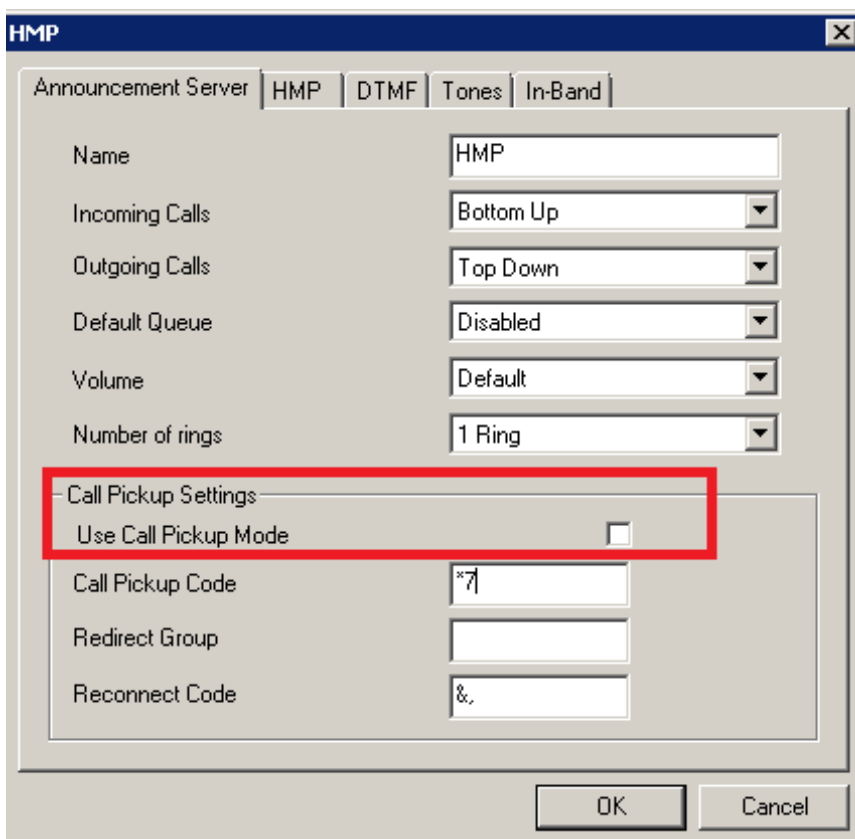 HMP
Announcement Server HMP DTMF Tones In-Band
Name HMP
Incoming Calls Bottom Up
Outgoing Calls Top Down
Default Queue Disabled
Volume Default
Number of rings 1 Ring
Call Pickup Settings
Use Call Pickup Mode
Call Pickup Code *7
Redirect Group
Reconnect Code &,
OK Cancel